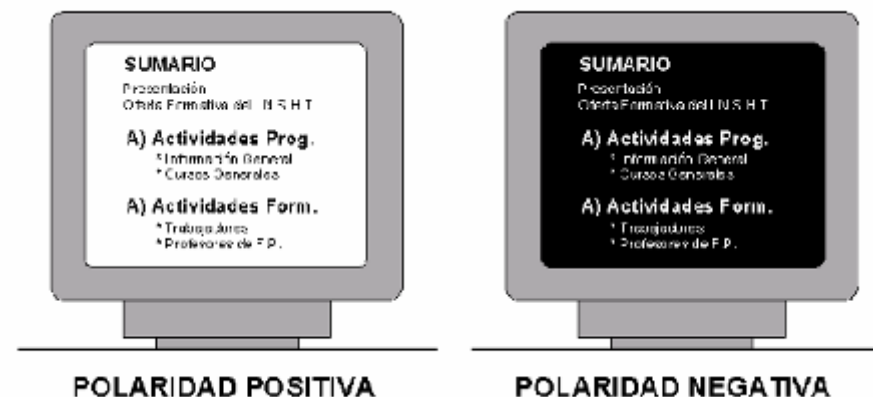 SUMARIO
Presentación
Oferta Formativa del I.N.S.H.T.
A) Actividades Prog.
* Información General
* Cursos Generales
A) Actividades Form.
* Trabajadores
* Profesores de F.P.
POLARIDAD POSITIVA
SUMARIO
Presentación
Oferta Formativa del I.N.S.H.T.
A) Actividades Prog.
* Información General
* Cursos Generales
A) Actividades Form.
* Trabajadores
* Profesores de F.P.
POLARIDAD NEGATIVA